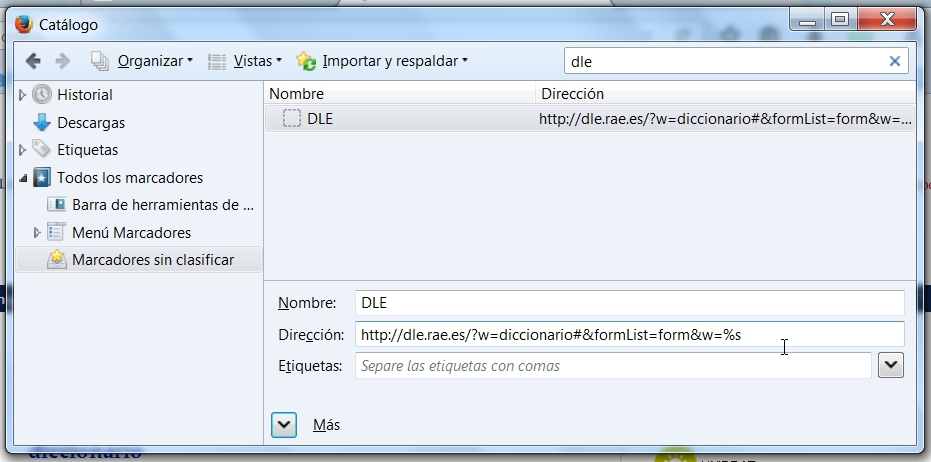 Catálogo
Organizar Vistas Importar y respaldar dle
Historial
Descargas
Etiquetas
Todos los marcadores
Barra de herramientas de ...
Menú Marcadores
Marcadores sin clasificar
Nombre Dirección
DLE http://dle.rae.es/?w=diccionario#&formList=form&w=...
Nombre: DLE
Dirección: http://dle.rae.es/?w=diccionario#&formList=form&w=%s
Etiquetas: Separe las etiquetas con comas
Más
diccionario